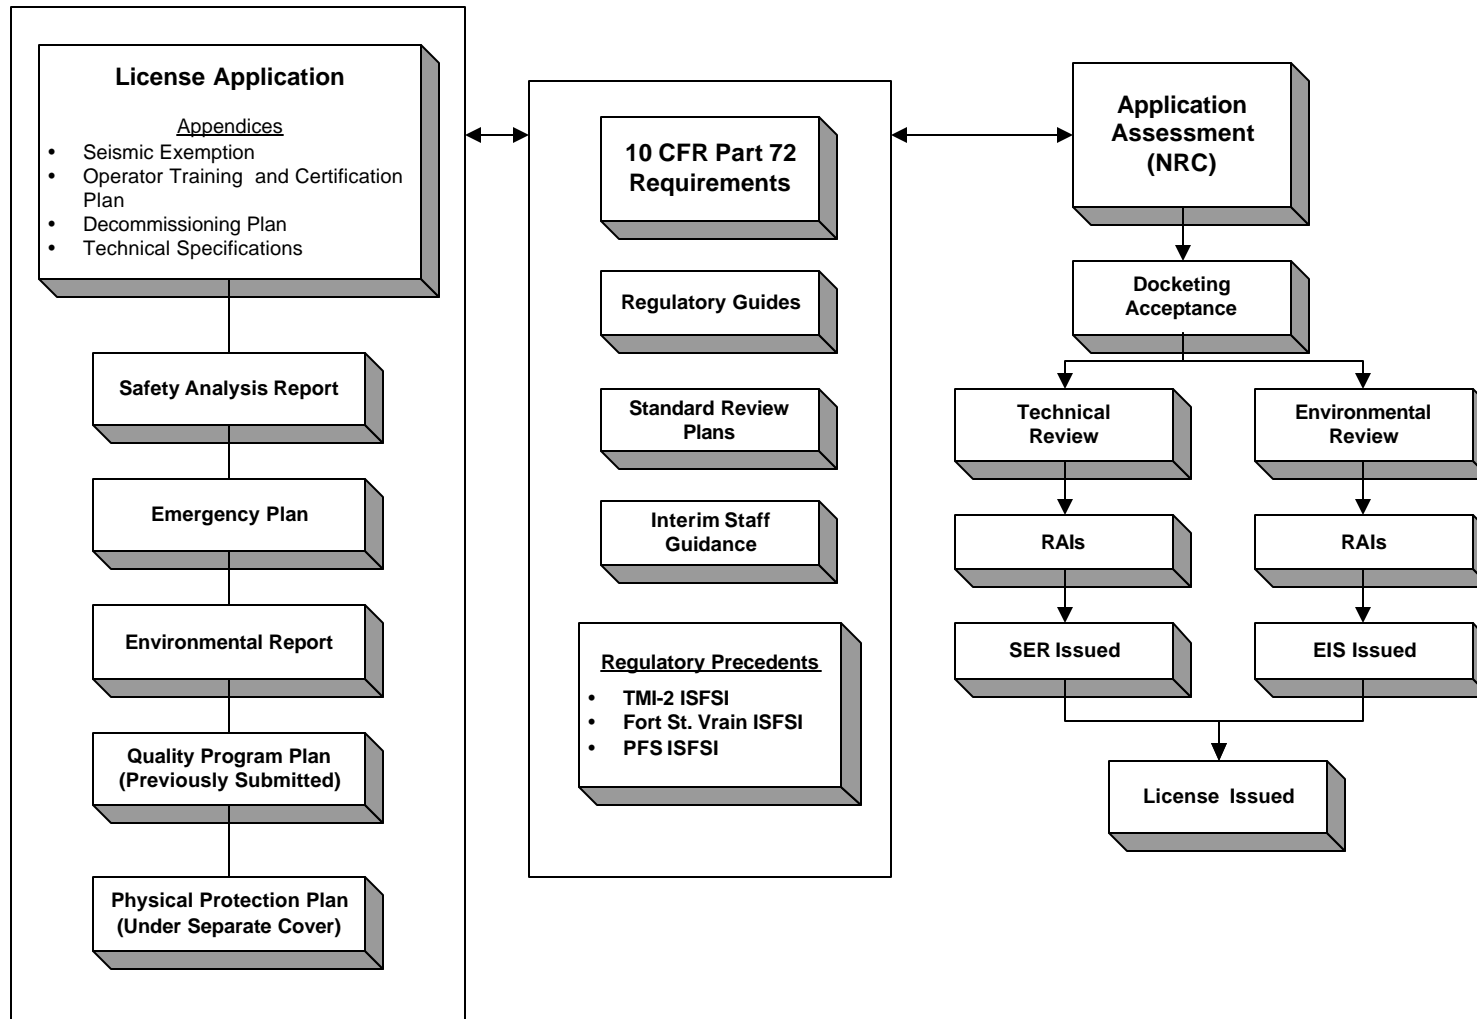 License Application
Appendices
• Seismic Exemption
• Operator Training and Certification
Plan
• Decommissioning Plan
• Technical Specifications
Safety Analysis Report
Emergency Plan
Environmental Report
Quality Program Plan
(Previously Submitted)
Physical Protection Plan
(Under Separate Cover)
10 CFR Part 72
Requirements
Regulatory Guides
Standard Review
Plans
Interim Staff
Guidance
Regulatory Precedents
• TMI-2 ISFSI
• Fort St. Vrain ISFSI
• PFS ISFSI
Application
Assessment
(NRC)
Docketing
Acceptance
Technical
Review
RAIs
SER Issued
Environmental
Review
RAIs
EIS Issued
License Issued